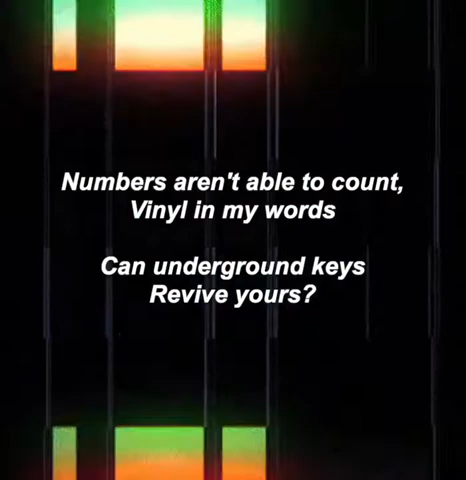 Numbers aren't able to count,
Vinyl in my words
Can underground keys
Revive yours?